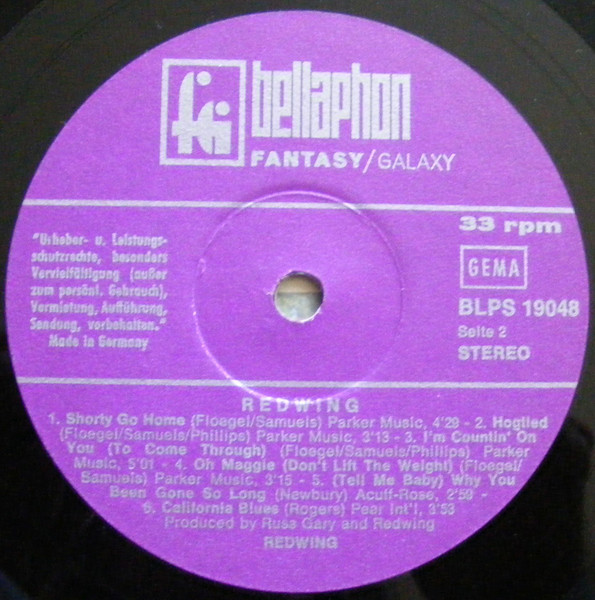 fg bellaphon
FANTASY/GALAXY
33 rpm
"Urheber- u. Leistungs-
schutzrechte, besonders
Vervielfältigung (außer
zum persönl. Gebrauch),
Vermietung, Aufführung,
Sendung, vorbehalten."
Made in Germany
GEMA
BLPS 19048
Seite 2
STEREO
REDWING
1. Shorty Go Home (Floegel/Samuels) Parker Music, 4'29 - 2. Hogtied
(Floegel/Samuels/Phillips) Parker Music, 3'13 - 3. I'm Countin' On
You (To Come Through) (Floegel/Samuels/Phillips) Parker
Music, 5'01 - 4. Oh Maggie (Don't Lift The Weight) (Floegel/
Samuels) Parker Music, 3'15 - 5. (Tell Me Baby) Why You
Been Gone So Long (Newbury) Acuff-Rose, 2'59 -
6. California Blues (Rogers) Peer Int'l, 3'53
Produced by Russ Gary and Redwing
REDWING